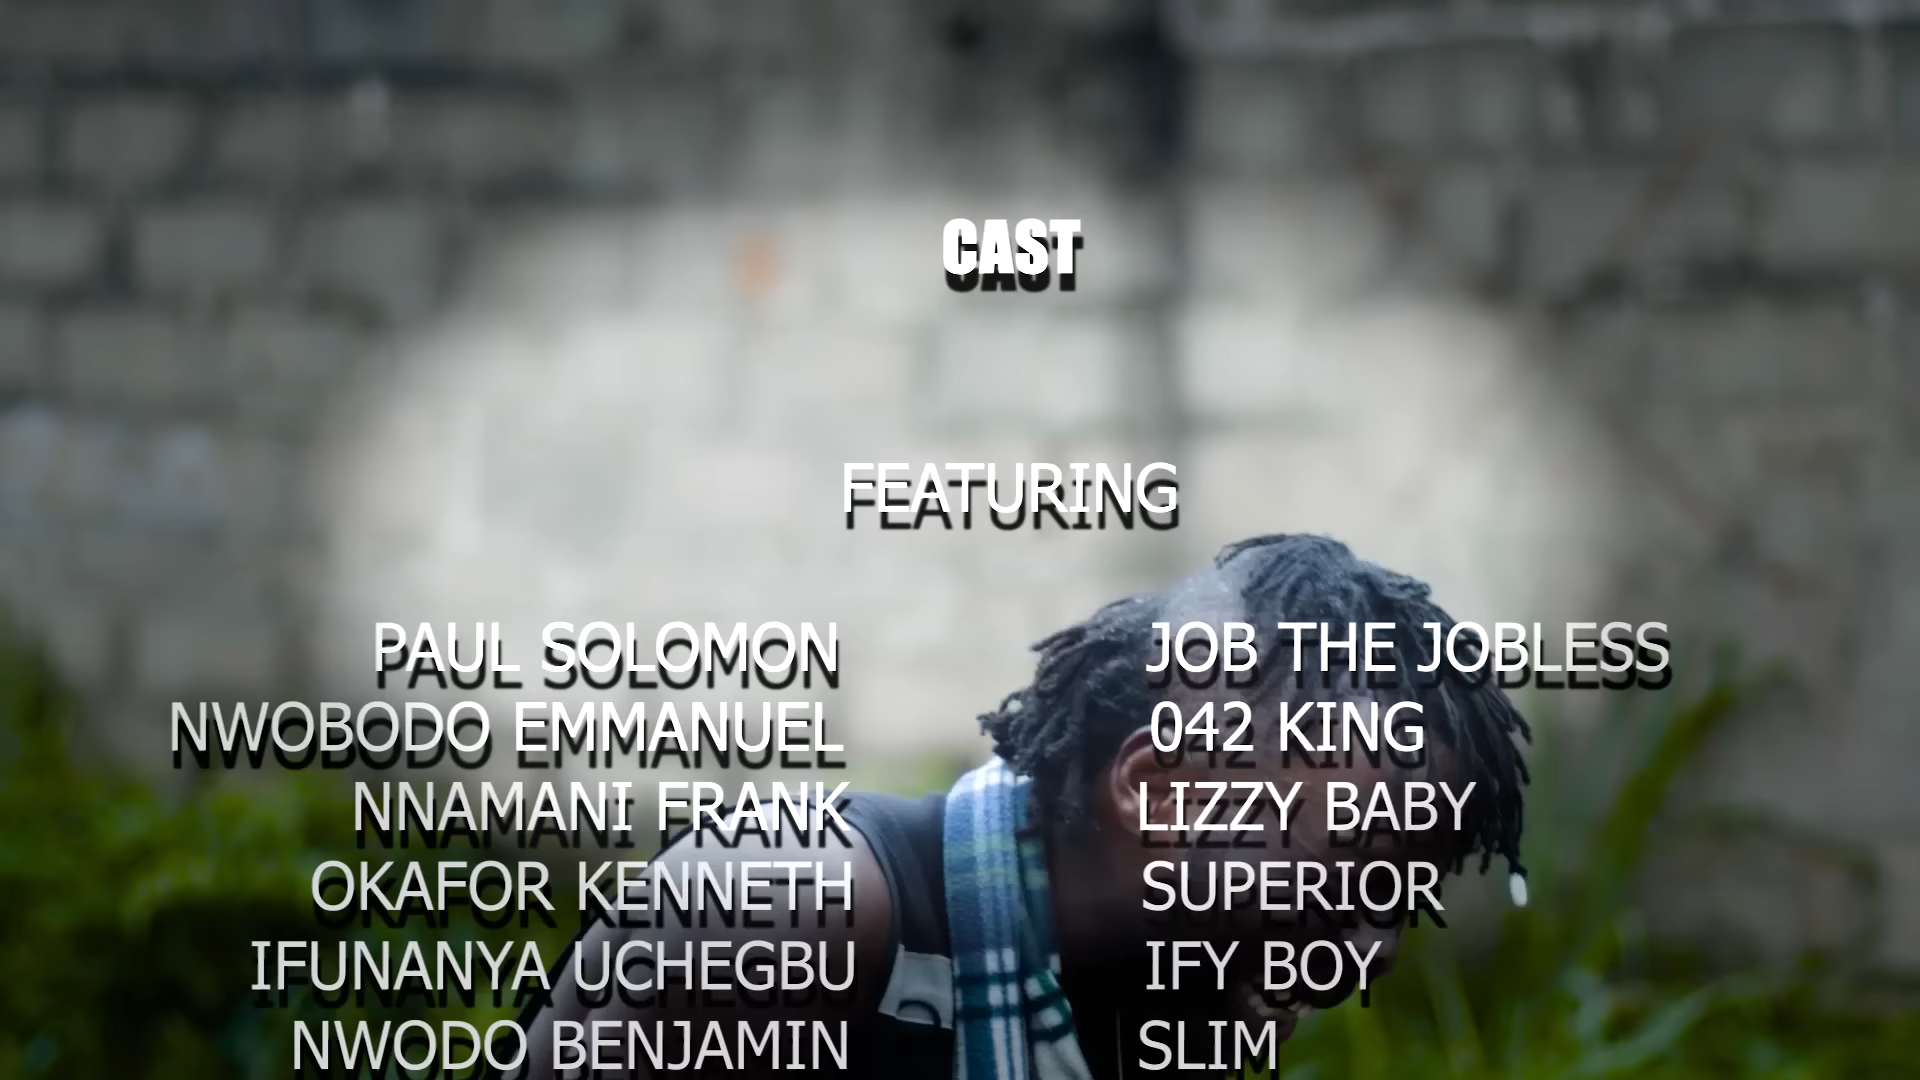 CAST
FEATURING
PAUL SOLOMON JOB THE JOBLESS
NWOBODO EMMANUEL 042 KING
NNAMANI FRANK LIZZY BABY
OKAFOR KENNETH SUPERIOR
IFUNANYA UCHEGBU IFY BOY
NWODO BENJAMIN SLIM